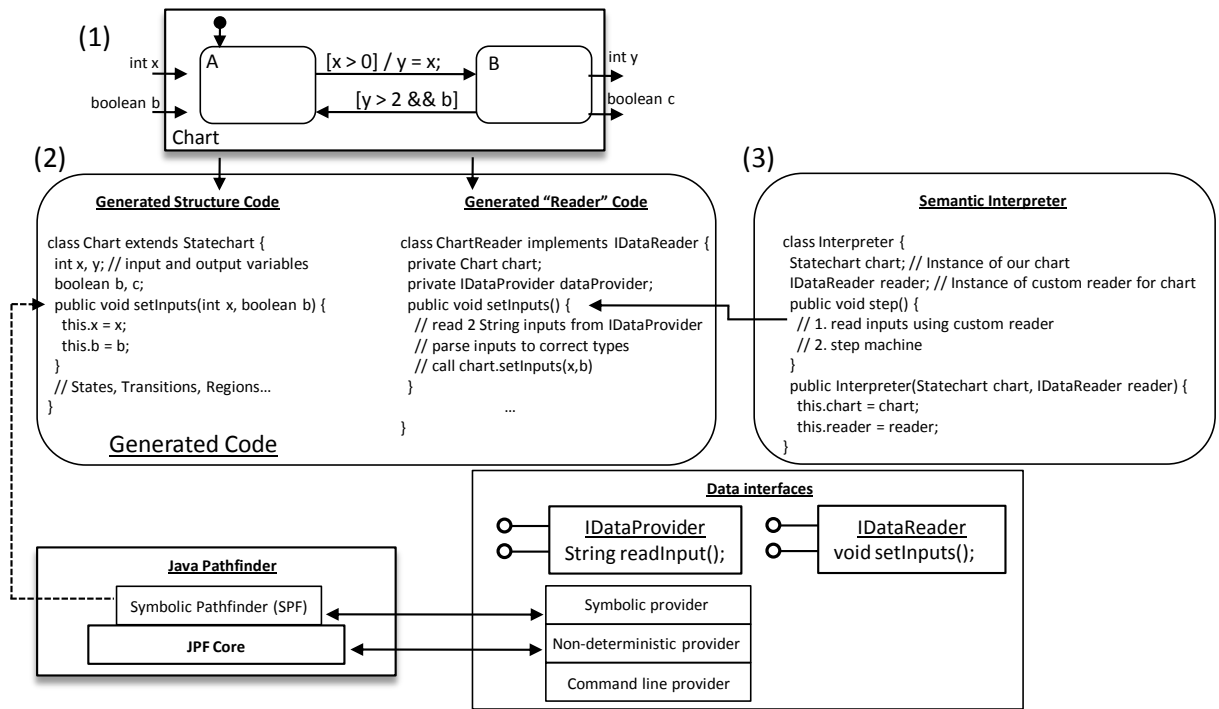 (1)
int x
boolean b
A
[x > 0] / y = x;
[y > 2 && b]
B
int y
boolean c
Chart
(2)
Generated Structure Code
class Chart extends Statechart {
int x, y; // input and output variables
boolean b, c;
public void setInputs(int x, boolean b) {
this.x = x;
this.b = b;
}
// States, Transitions, Regions…
}
Generated “Reader” Code
class ChartReader implements IDataReader {
private Chart chart;
private IDataProvider dataProvider;
public void setInputs() {
// read 2 String inputs from IDataProvider
// parse inputs to correct types
// call chart.setInputs(x,b)
}
…
}
Generated Code
(3)
Semantic Interpreter
class Interpreter {
Statechart chart; // Instance of our chart
IDataReader reader; // Instance of custom reader for chart
public void step() {
// 1. read inputs using custom reader
// 2. step machine
}
public Interpreter(Statechart chart, IDataReader reader) {
this.chart = chart;
this.reader = reader;
}
Java Pathfinder
Symbolic Pathfinder (SPF)
JPF Core
Data interfaces
IDataProvider
String readInput();
IDataReader
void setInputs();
Symbolic provider
Non-deterministic provider
Command line provider